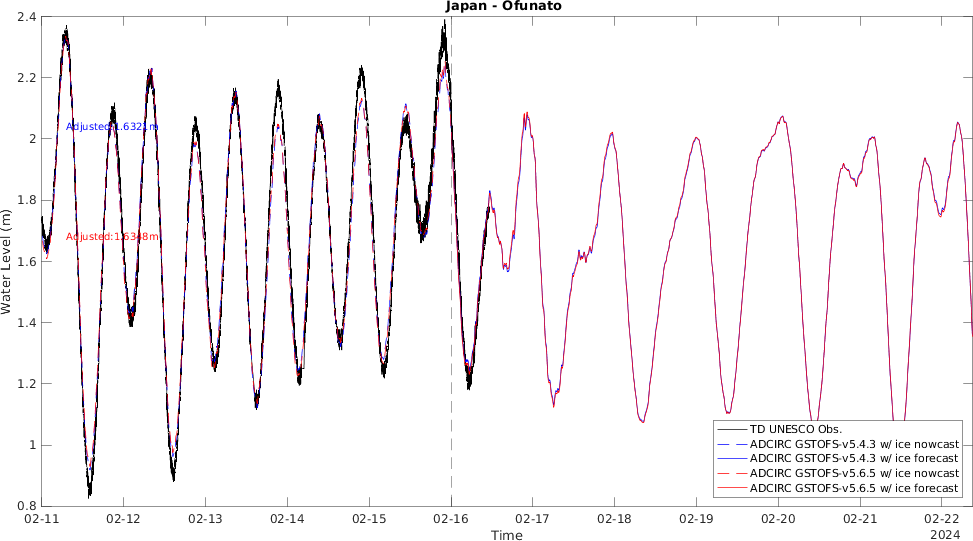 Japan - Ofunato
2.4
2.2
2
1.8
1.6
1.4
1.2
1
0.8
Water Level (m)
Adjusted:1.6321m
Adjusted:1.6348m
TD UNESCO Obs.
ADCIRC GSTOFS-v5.4.3 w/ ice nowcast
ADCIRC GSTOFS-v5.4.3 w/ ice forecast
ADCIRC GSTOFS-v5.6.5 w/ ice nowcast
ADCIRC GSTOFS-v5.6.5 w/ ice forecast
02-11 02-12 02-13 02-14 02-15 02-16 02-17 02-18 02-19 02-20 02-21 02-22
Time
2024